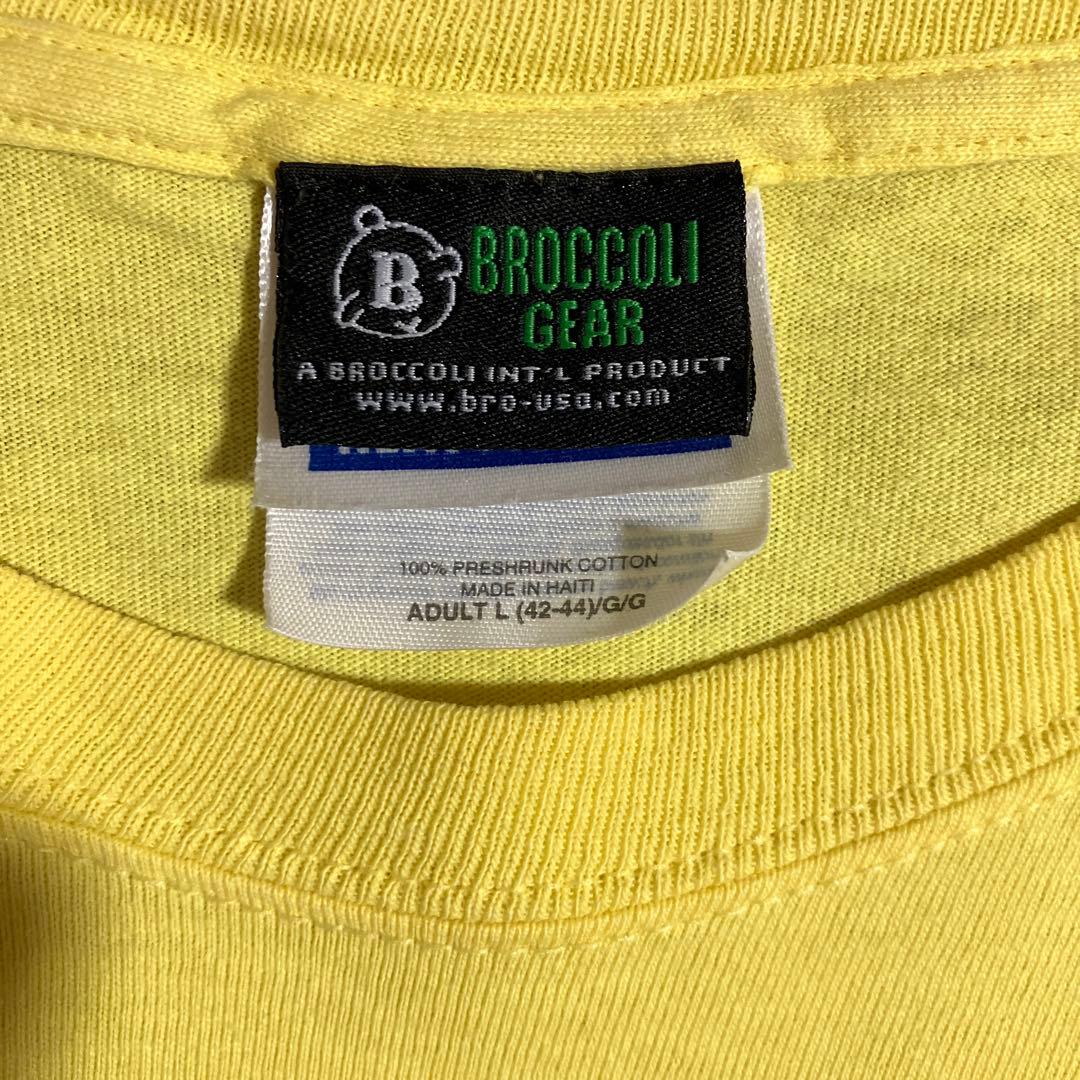 B
BROCCOLI
GEAR
A BROCCOLI INT'L PRODUCT
www.bro-usa.com
100% PRESHRUNK COTTON
MADE IN HAITI
ADULT L (42-44)/G/G